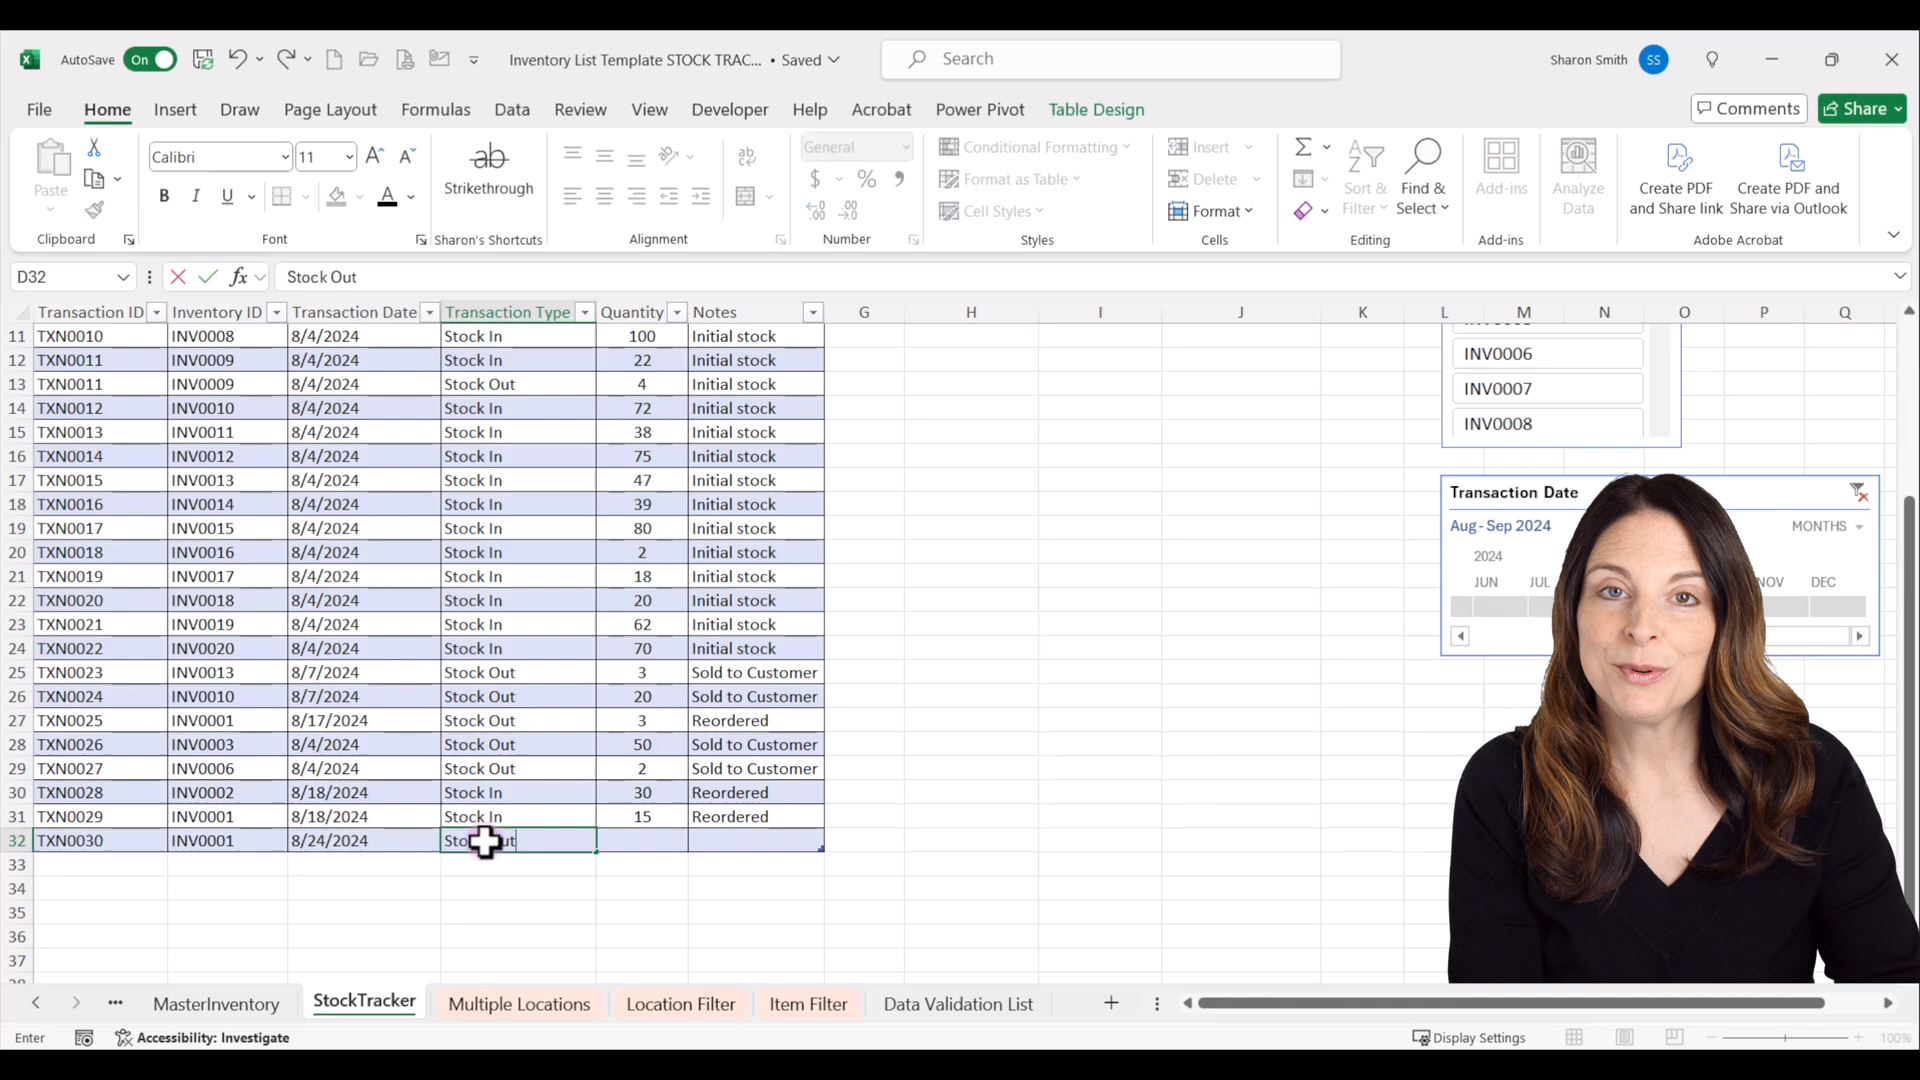 AutoSave On Inventory List Template STOCK TRAC... • Saved Search Sharon Smith SS
File Home Insert Draw Page Layout Formulas Data Review View Developer Help Acrobat Power Pivot Table Design Comments Share
Paste Calibri 11 ab Strikethrough General Conditional Formatting Insert Sort & Filter Find & Select Add-ins Analyze Data Create PDF and Share link Create PDF and Share via Outlook
B I U A $ % Format as Table Delete
Cell Styles Format
Clipboard Font Sharon's Shortcuts Alignment Number Styles Cells Editing Add-ins Adobe Acrobat
D32 fx Stock Out
Transaction ID Inventory ID Transaction Date Transaction Type Quantity Notes G H I J K L M N O P Q
11 TXN0010 INV0008 8/4/2024 Stock In 100 Initial stock
12 TXN0011 INV0009 8/4/2024 Stock In 22 Initial stock
13 TXN0011 INV0009 8/4/2024 Stock Out 4 Initial stock
14 TXN0012 INV0010 8/4/2024 Stock In 72 Initial stock
15 TXN0013 INV0011 8/4/2024 Stock In 38 Initial stock
16 TXN0014 INV0012 8/4/2024 Stock In 75 Initial stock
17 TXN0015 INV0013 8/4/2024 Stock In 47 Initial stock
18 TXN0016 INV0014 8/4/2024 Stock In 39 Initial stock
19 TXN0017 INV0015 8/4/2024 Stock In 80 Initial stock
20 TXN0018 INV0016 8/4/2024 Stock In 2 Initial stock
21 TXN0019 INV0017 8/4/2024 Stock In 18 Initial stock
22 TXN0020 INV0018 8/4/2024 Stock In 20 Initial stock
23 TXN0021 INV0019 8/4/2024 Stock In 62 Initial stock
24 TXN0022 INV0020 8/4/2024 Stock In 70 Initial stock
25 TXN0023 INV0013 8/7/2024 Stock Out 3 Sold to Customer
26 TXN0024 INV0010 8/7/2024 Stock Out 20 Sold to Customer
27 TXN0025 INV0001 8/17/2024 Stock Out 3 Reordered
28 TXN0026 INV0003 8/4/2024 Stock Out 50 Sold to Customer
29 TXN0027 INV0006 8/4/2024 Stock Out 2 Sold to Customer
30 TXN0028 INV0002 8/18/2024 Stock In 30 Reordered
31 TXN0029 INV0001 8/18/2024 Stock In 15 Reordered
32 TXN0030 INV0001 8/24/2024
33
34
35
36
37
INV0006
INV0007
INV0008
Transaction Date
Aug - Sep 2024 MONTHS
2024
JUN JUL NOV DEC
MasterInventory StockTracker Multiple Locations Location Filter Item Filter Data Validation List
Enter Accessibility: Investigate Display Settings 100%